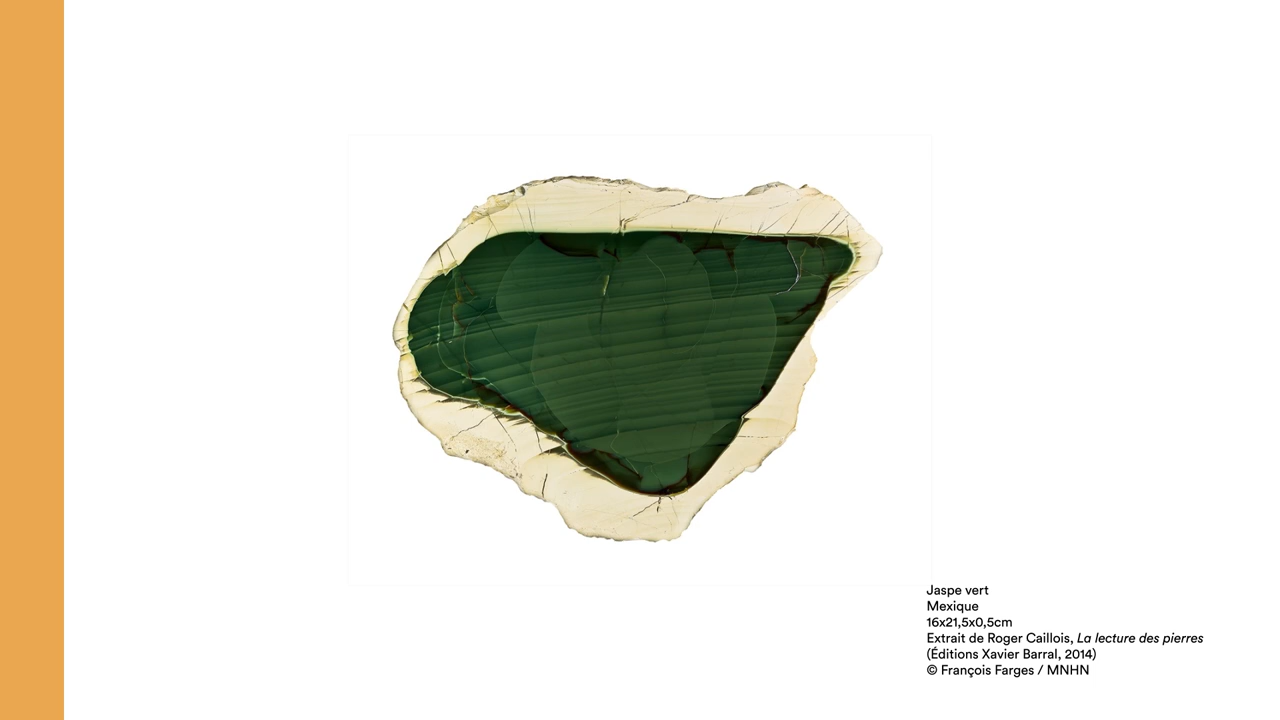 Jaspe vert
Mexique
16x21,5x0,5cm
Extrait de Roger Caillois, La lecture des pierres
(Éditions Xavier Barral, 2014)
© François Farges / MNHN